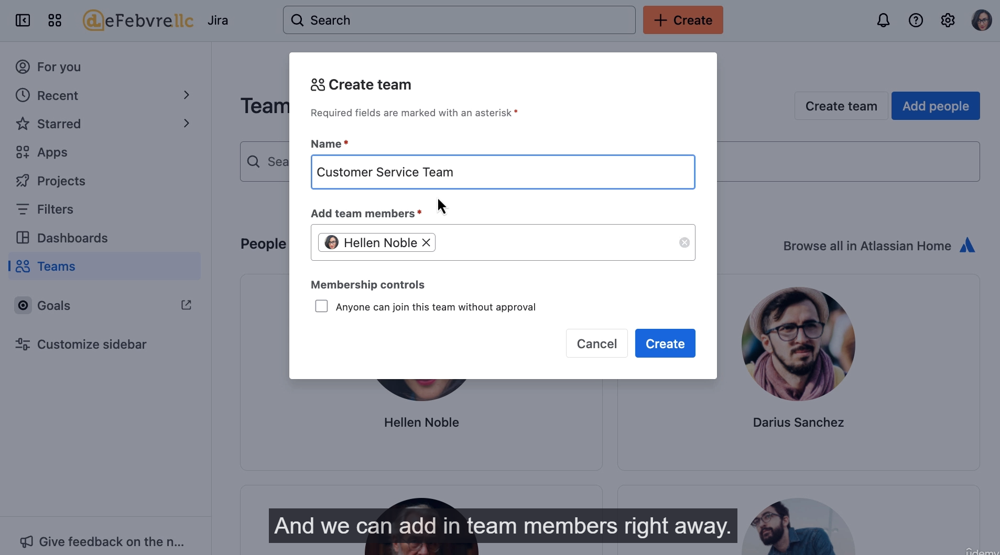 deFebvre.llc
Jira
Search
Create
For you
Recent
Starred
Apps
Projects
Filters
Dashboards
Teams
Goals
Customize sidebar
Give feedback on the n...
Team
Create team
Add people
Sea
People
Browse all in Atlassian Home
Create team
Required fields are marked with an asterisk *
Name *
Customer Service Team
Add team members *
Hellen Noble
Membership controls
Anyone can join this team without approval
Cancel
Create
Hellen Noble
Darius Sanchez
And we can add in team members right away.
udemy